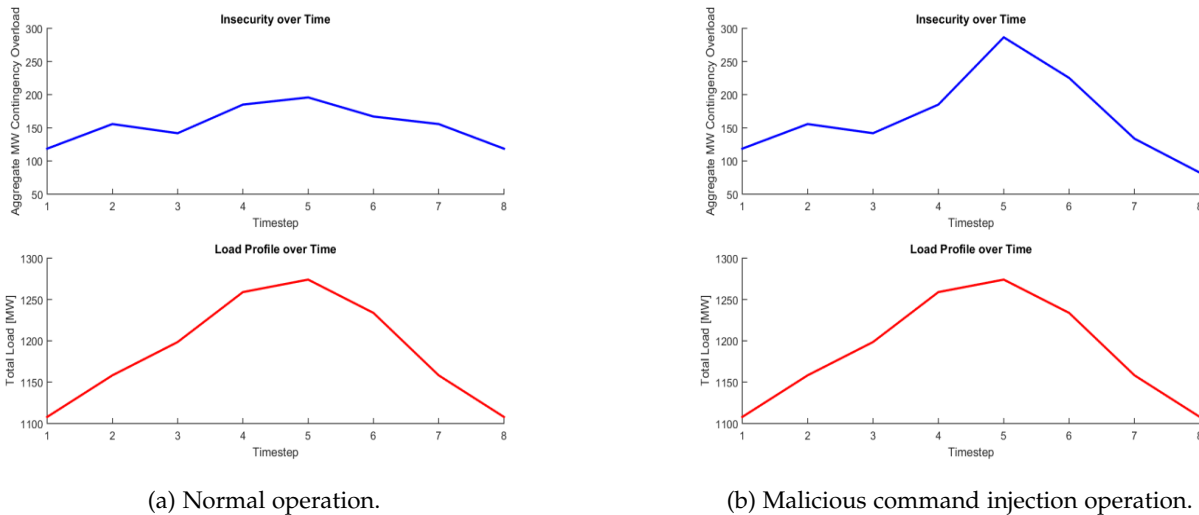 Insecurity over Time
Aggregate MW Contingency Overload
300
250
200
150
100
50
1 2 3 4 5 6 7 8
Timestep
Load Profile over Time
Total Load [MW]
1300
1250
1200
1150
1100
1 2 3 4 5 6 7 8
Timestep
(a) Normal operation.
Insecurity over Time
Aggregate MW Contingency Overload
300
250
200
150
100
50
1 2 3 4 5 6 7 8
Timestep
Load Profile over Time
Total Load [MW]
1300
1250
1200
1150
1100
1 2 3 4 5 6 7 8
Timestep
(b) Malicious command injection operation.